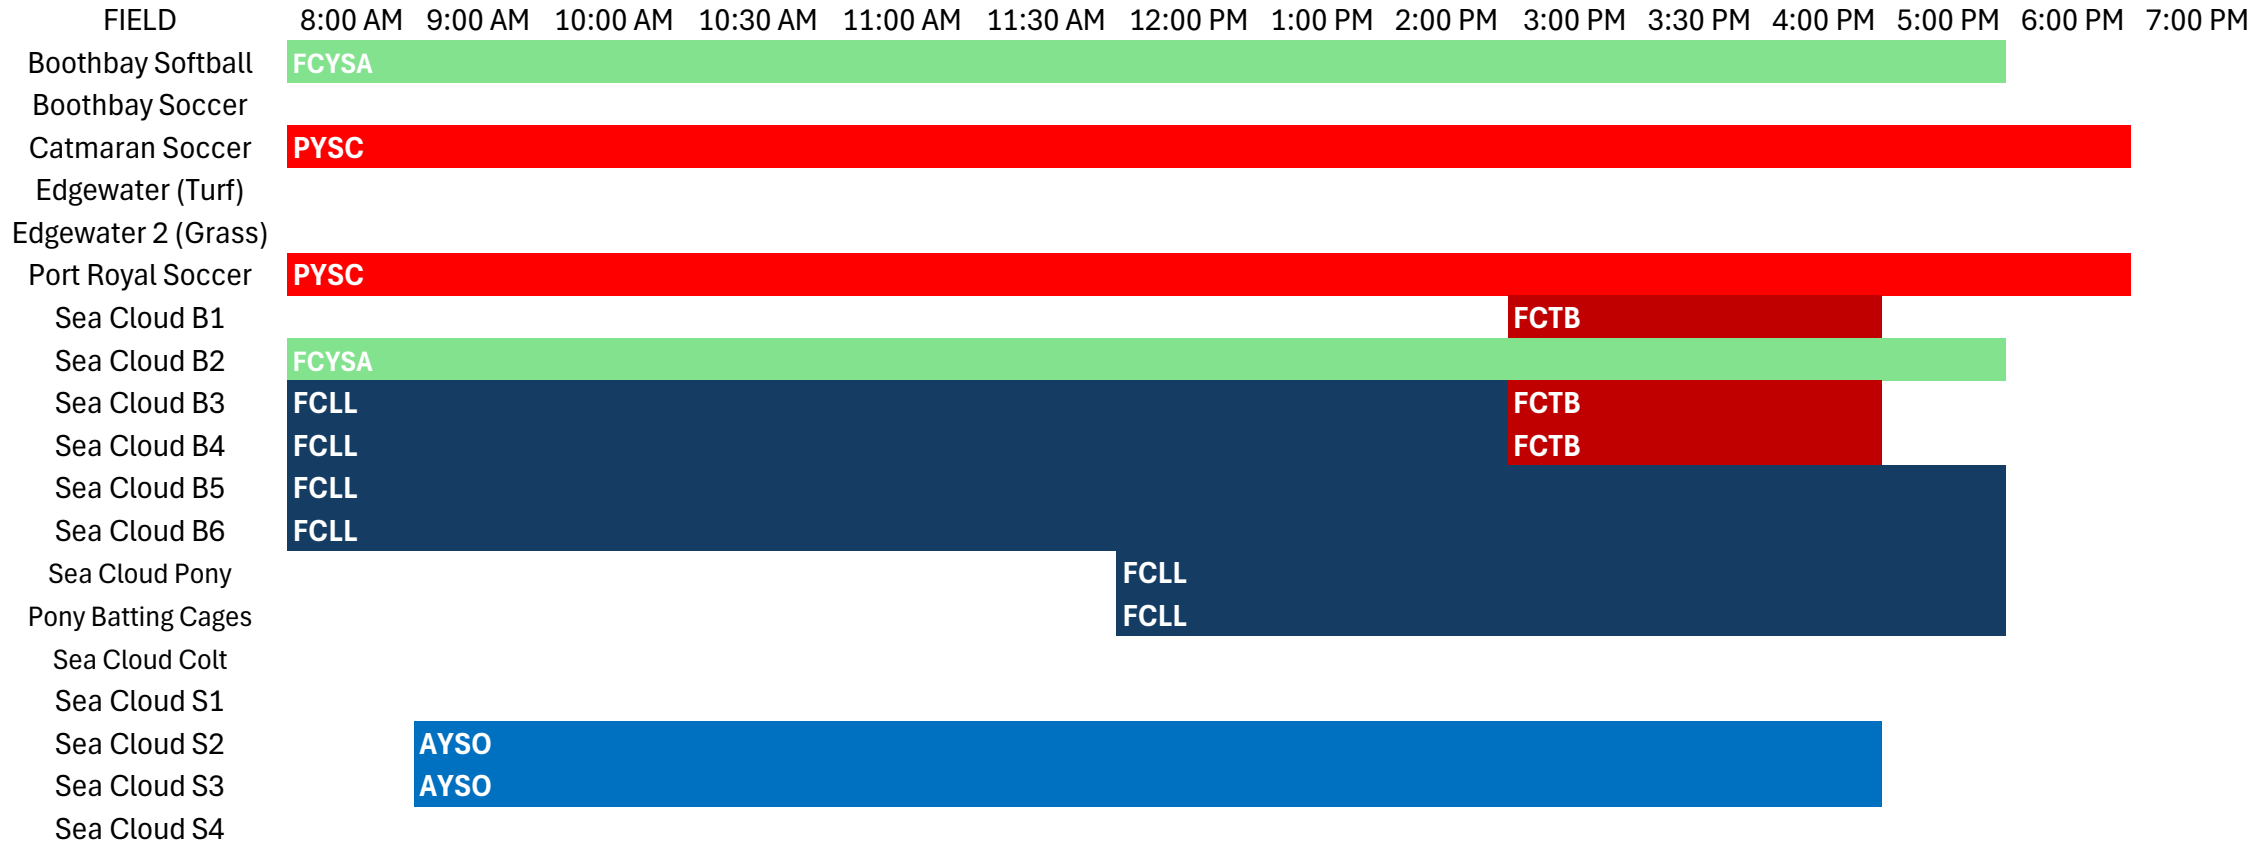 FIELD 8:00 AM 9:00 AM 10:00 AM 10:30 AM 11:00 AM 11:30 AM 12:00 PM 1:00 PM 2:00 PM 3:00 PM 3:30 PM 4:00 PM 5:00 PM 6:00 PM 7:00 PM
Boothbay Softball FCYSA
Boothbay Soccer
Catmaran Soccer PYSC
Edgewater (Turf)
Edgewater 2 (Grass)
Port Royal Soccer PYSC
Sea Cloud B1 FCTB
Sea Cloud B2 FCYSA
Sea Cloud B3 FCLL FCTB
Sea Cloud B4 FCLL FCTB
Sea Cloud B5 FCLL
Sea Cloud B6 FCLL
Sea Cloud Pony FCLL
Pony Batting Cages FCLL
Sea Cloud Colt
Sea Cloud S1
Sea Cloud S2 AYSO
Sea Cloud S3 AYSO
Sea Cloud S4